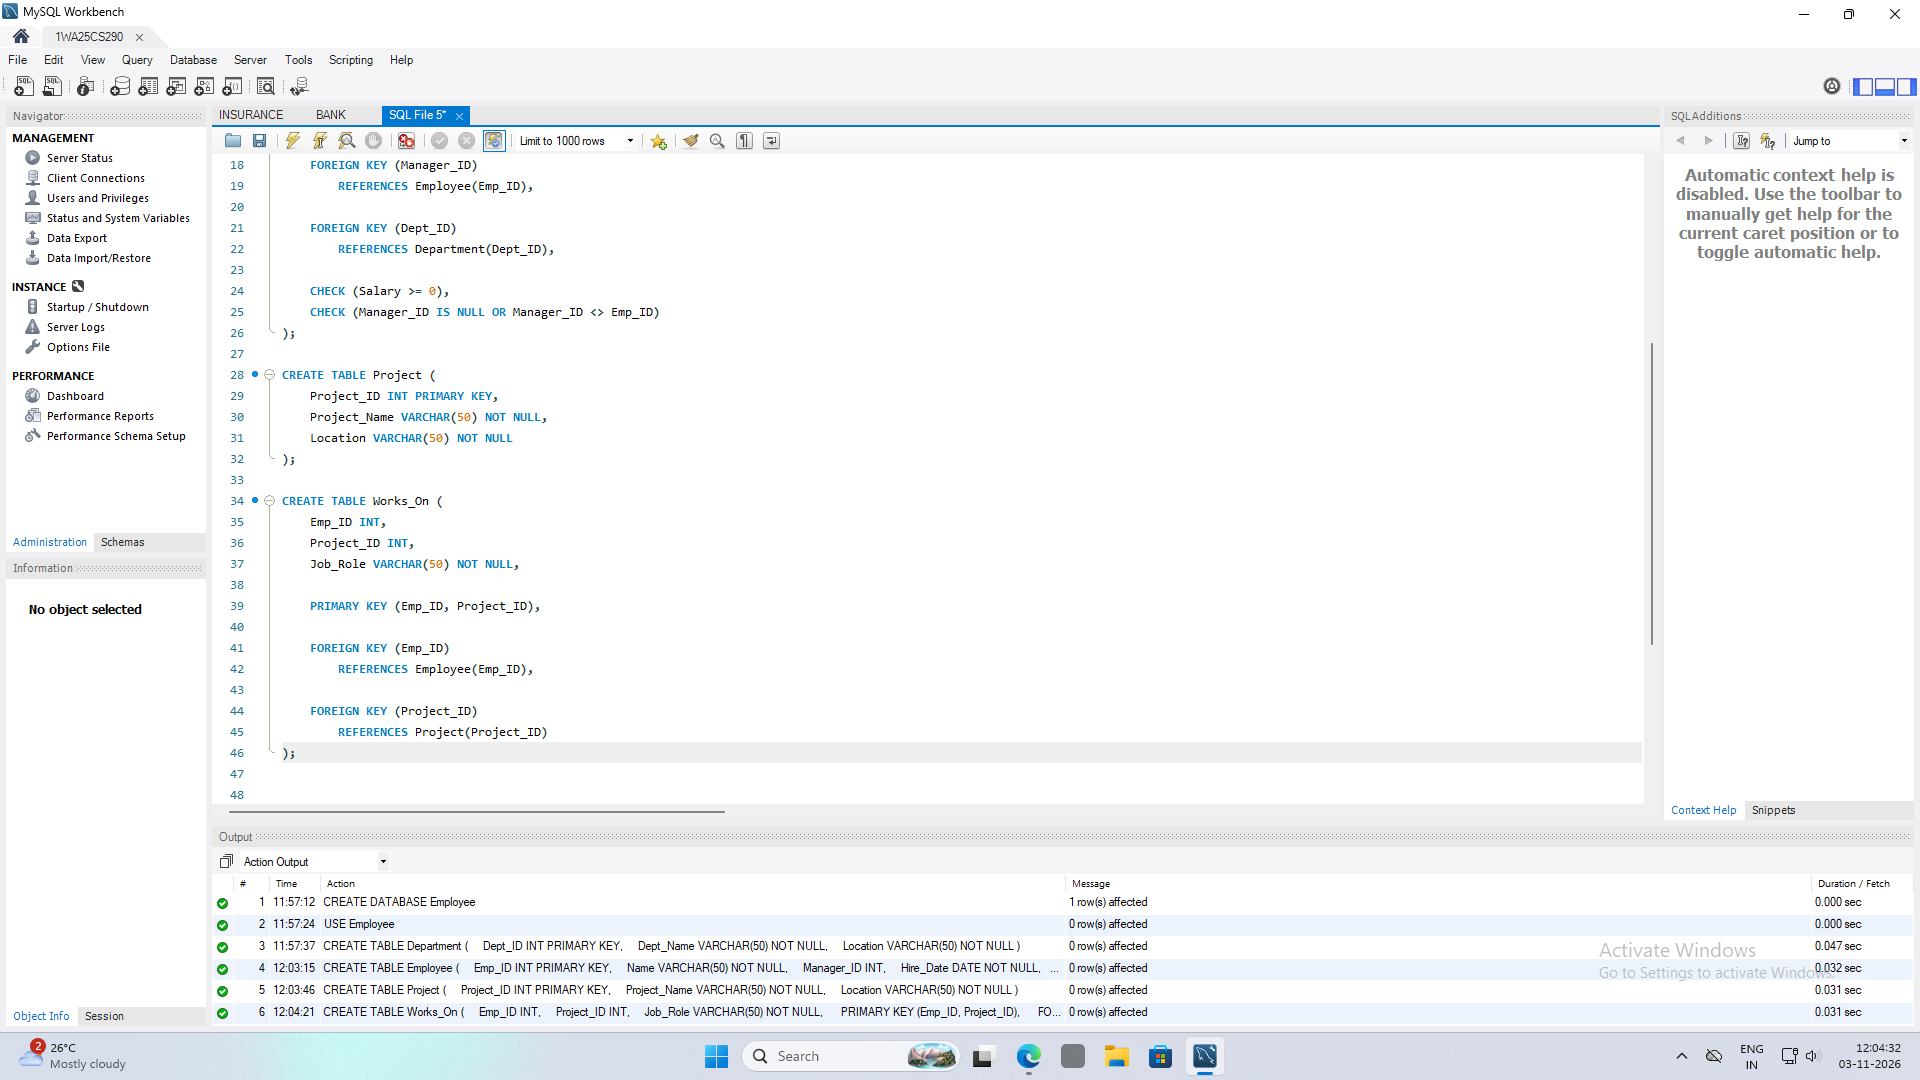 MySQL Workbench
1WA25CS290
File Edit View Query Database Server Tools Scripting Help
Navigator
MANAGEMENT
Server Status
Client Connections
Users and Privileges
Status and System Variables
Data Export
Data Import/Restore
INSTANCE
Startup / Shutdown
Server Logs
Options File
PERFORMANCE
Dashboard
Performance Reports
Performance Schema Setup
Administration Schemas
Information
No object selected
Object Info Session
INSURANCE BANK SQL File 5*
Limit to 1000 rows
18 FOREIGN KEY (Manager_ID)
19 REFERENCES Employee(Emp_ID),
20
21 FOREIGN KEY (Dept_ID)
22 REFERENCES Department(Dept_ID),
23
24 CHECK (Salary >= 0),
25 CHECK (Manager_ID IS NULL OR Manager_ID <> Emp_ID)
26 );
27
28 CREATE TABLE Project (
29 Project_ID INT PRIMARY KEY,
30 Project_Name VARCHAR(50) NOT NULL,
31 Location VARCHAR(50) NOT NULL
32 );
33
34 CREATE TABLE Works_On (
35 Emp_ID INT,
36 Project_ID INT,
37 Job_Role VARCHAR(50) NOT NULL,
38
39 PRIMARY KEY (Emp_ID, Project_ID),
40
41 FOREIGN KEY (Emp_ID)
42 REFERENCES Employee(Emp_ID),
43
44 FOREIGN KEY (Project_ID)
45 REFERENCES Project(Project_ID)
46 );
47
48
SQLAdditions
Jump to
Automatic context help is
disabled. Use the toolbar to
manually get help for the
current caret position or to
toggle automatic help.
Context Help Snippets
Output
Action Output
# Time Action Message Duration / Fetch
1 11:57:12 CREATE DATABASE Employee 1 row(s) affected 0.000 sec
2 11:57:24 USE Employee 0 row(s) affected 0.000 sec
3 11:57:37 CREATE TABLE Department ( Dept_ID INT PRIMARY KEY, Dept_Name VARCHAR(50) NOT NULL, Location VARCHAR(50) NOT NULL ) 0 row(s) affected 0.047 sec
4 12:03:15 CREATE TABLE Employee ( Emp_ID INT PRIMARY KEY, Name VARCHAR(50) NOT NULL, Manager_ID INT, Hire_Date DATE NOT NULL, ... 0 row(s) affected 0.032 sec
5 12:03:46 CREATE TABLE Project ( Project_ID INT PRIMARY KEY, Project_Name VARCHAR(50) NOT NULL, Location VARCHAR(50) NOT NULL ) 0 row(s) affected 0.031 sec
6 12:04:21 CREATE TABLE Works_On ( Emp_ID INT, Project_ID INT, Job_Role VARCHAR(50) NOT NULL, PRIMARY KEY (Emp_ID, Project_ID), FO... 0 row(s) affected 0.031 sec
Activate Windows
Go to Settings to activate Windows.
2
26°C
Mostly cloudy
Search
ENG
IN
12:04:32
03-11-2026